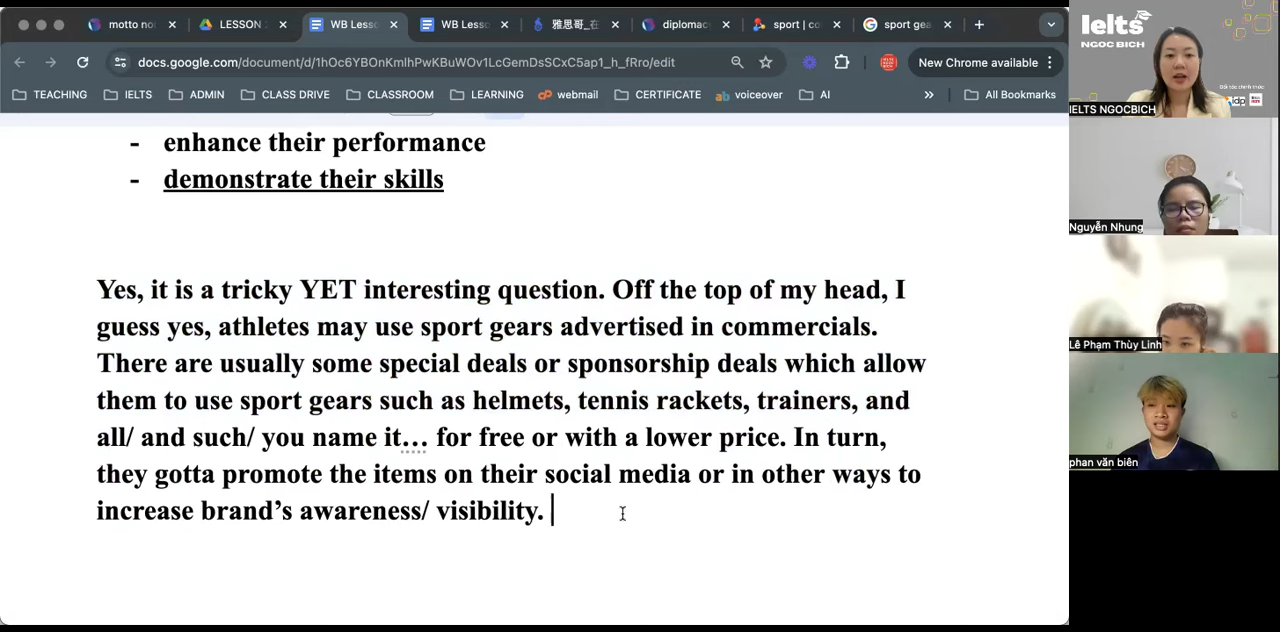 motto no
LESSON
WB Less
WB Less
雅思哥_在
diplomac
sport | co
sport gea
docs.google.com/document/d/1hOc6YBOnKmlhPwKBuWOv1LcGemDsSCxC5ap1_h_fRro/edit
New Chrome available
TEACHING
IELTS
ADMIN
CLASS DRIVE
CLASSROOM
LEARNING
webmail
CERTIFICATE
voiceover
AI
»
All Bookmarks
- enhance their performance
- demonstrate their skills
Yes, it is a tricky YET interesting question. Off the top of my head, I
guess yes, athletes may use sport gears advertised in commercials.
There are usually some special deals or sponsorship deals which allow
them to use sport gears such as helmets, tennis rackets, trainers, and
all/ and such/ you name it… for free or with a lower price. In turn,
they gotta promote the items on their social media or in other ways to
increase brand’s awareness/ visibility.
Ielts
NGOC BICH
idp
IELTS NGOCBICH
Nguyễn Nhung
Lê Phạm Thùy Linh
phan văn biên